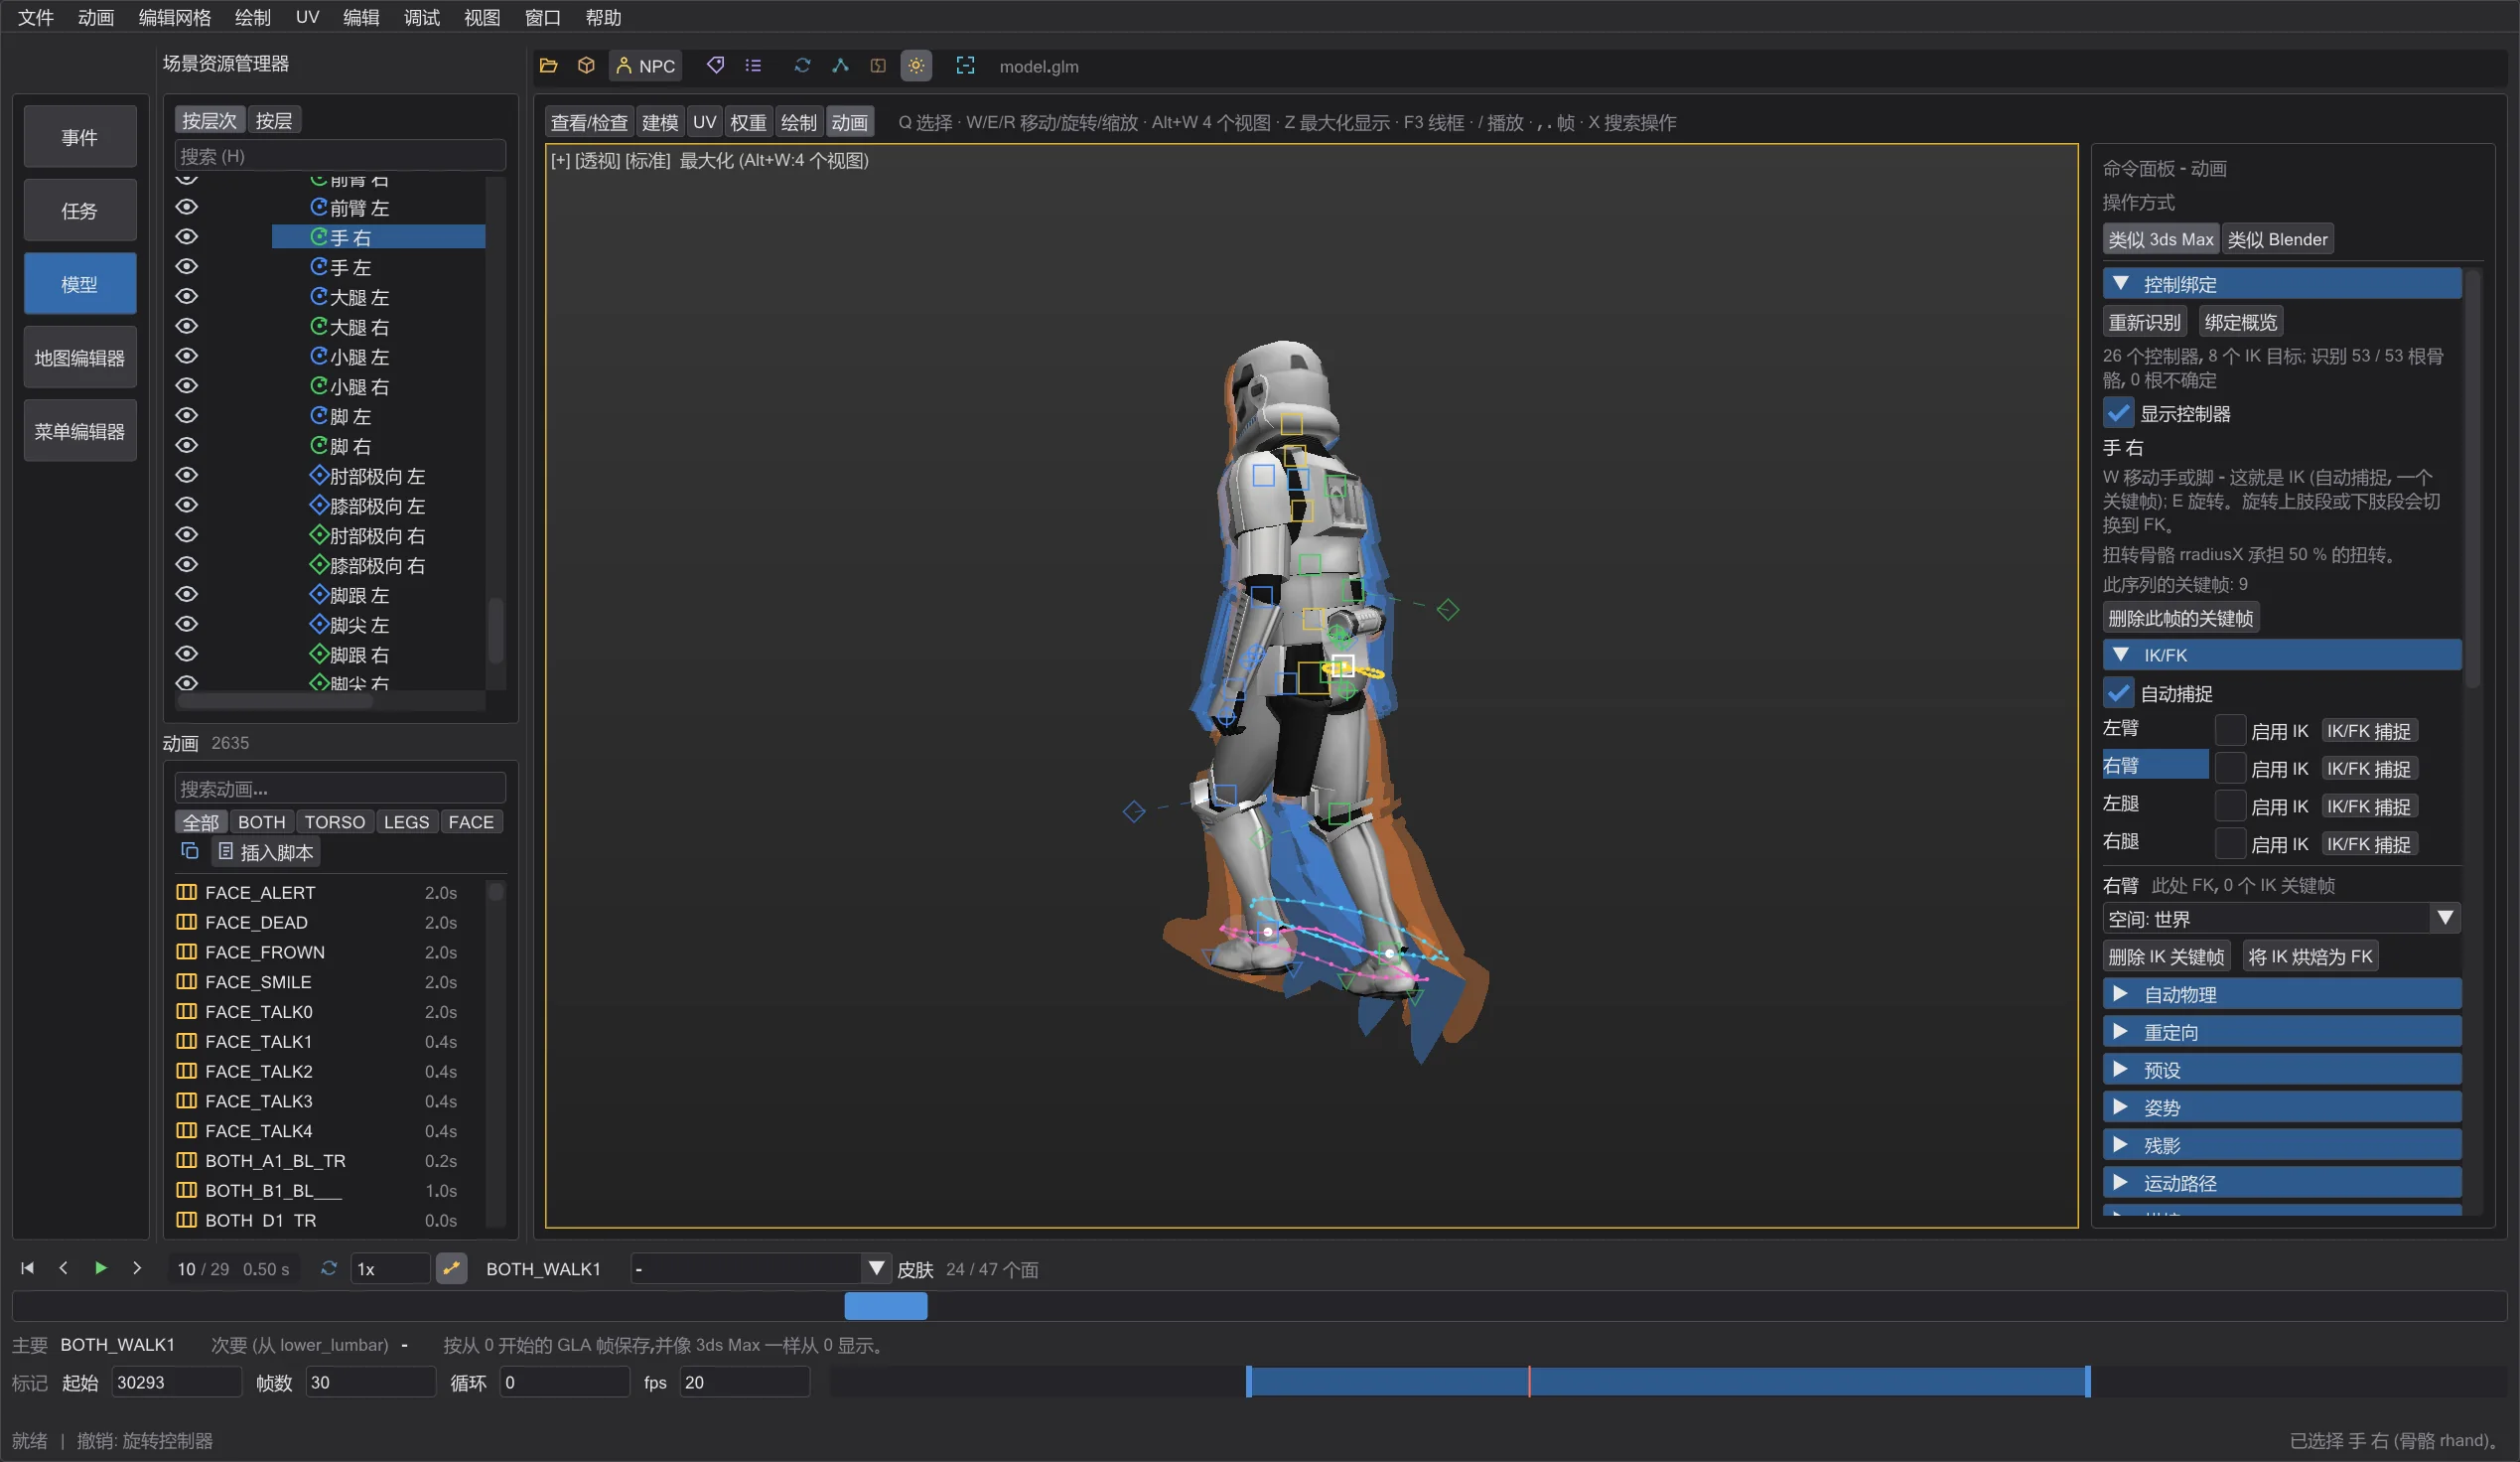 文件 动画 编辑网格 绘制 UV 编辑 调试 视图 窗口 帮助
场景资源管理器
NPC model.glm
事件
任务
模型
地图编辑器
菜单编辑器
按层次 按层
搜索 (H)
前臂 右
前臂 左
手 右
手 左
大腿 左
大腿 右
小腿 左
小腿 右
脚 左
脚 右
肘部极向 左
膝部极向 左
肘部极向 右
膝部极向 右
脚跟 左
脚尖 左
脚跟 右
脚尖 右
动画 2635
搜索动画...
全部 BOTH TORSO LEGS FACE
插入脚本
FACE_ALERT 2.0s
FACE_DEAD 2.0s
FACE_FROWN 2.0s
FACE_SMILE 2.0s
FACE_TALK0 2.0s
FACE_TALK1 0.4s
FACE_TALK2 0.4s
FACE_TALK3 0.4s
FACE_TALK4 0.4s
BOTH_A1_BL_TR 0.2s
BOTH_B1_BL___ 1.0s
BOTH_D1_TR 0.0s
查看/检查 建模 UV 权重 绘制 动画 Q 选择 · W/E/R 移动/旋转/缩放 · Alt+W 4 个视图 · Z 最大化显示 · F3 线框 · / 播放 · , . 帧 · X 搜索操作
[+] [透视] [标准] 最大化 (Alt+W:4 个视图)
命令面板 - 动画
操作方式
类似 3ds Max 类似 Blender
控制绑定
重新识别 绑定概览
26 个控制器, 8 个 IK 目标; 识别 53 / 53 根骨
骼, 0 根不确定
显示控制器
手 右
W 移动手或脚 - 这就是 IK (自动捕捉, 一个
关键帧); E 旋转。旋转上肢段或下肢段会切
换到 FK。
扭转骨骼 rradiusX 承担 50 % 的扭转。
此序列的关键帧: 9
删除此帧的关键帧
IK/FK
自动捕捉
左臂 启用 IK IK/FK 捕捉
右臂 启用 IK IK/FK 捕捉
左腿 启用 IK IK/FK 捕捉
右腿 启用 IK IK/FK 捕捉
右臂 此处 FK, 0 个 IK 关键帧
空间: 世界
删除 IK 关键帧 将 IK 烘焙为 FK
自动物理
重定向
预设
姿势
残影
运动路径
10 / 29 0.50 s 1x BOTH_WALK1 - 皮肤 24 / 47 个面
主要 BOTH_WALK1 次要 (从 lower_lumbar) - 按从 0 开始的 GLA 帧保存,并像 3ds Max 一样从 0 显示。
标记 起始 30293 帧数 30 循环 0 fps 20
就绪 | 撤销: 旋转控制器 已选择 手 右 (骨骼 rhand)。